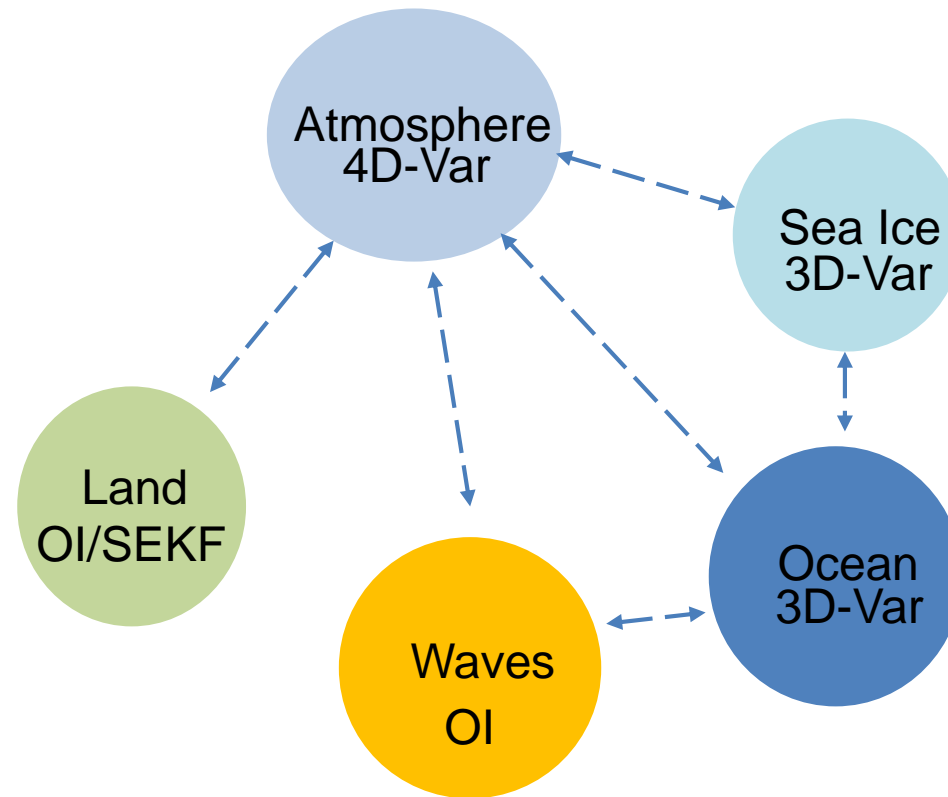 Atmosphere
4D-Var
Sea Ice
3D-Var
Land
OI/SEKF
Ocean
3D-Var
Waves
OI